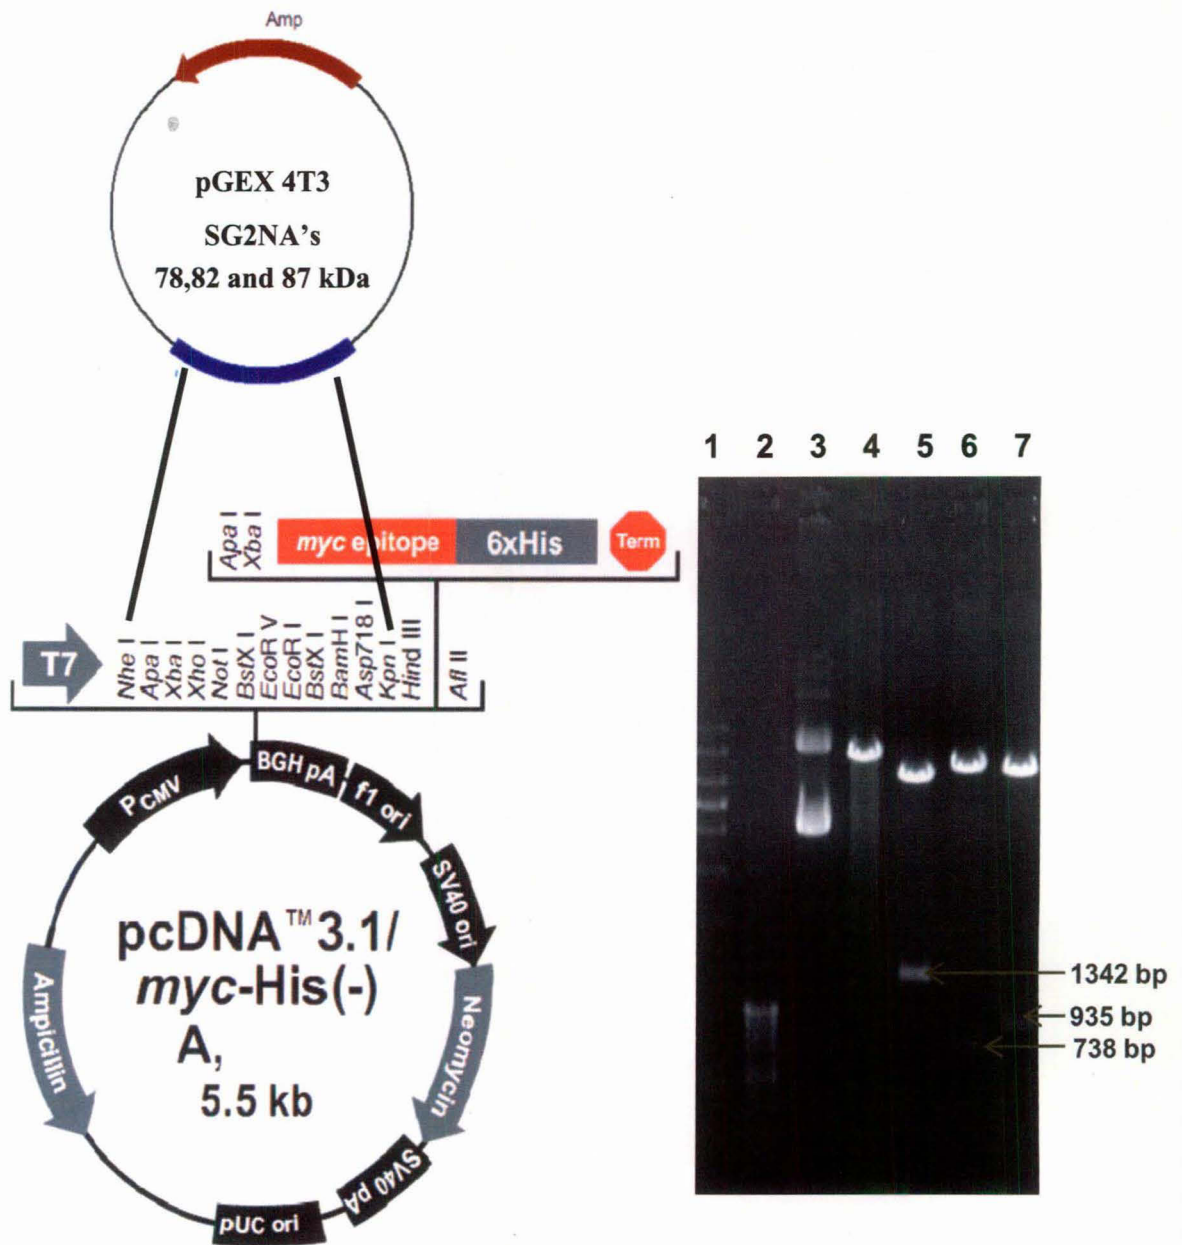 Amp
pGEX 4T3
SG2NA's
78,82 and 87 kDa
1 2 3 4 5 6 7
Apa I
Xba I
myc epitope
6xHis
Term
T7
Nhe I
Apa I
Xba I
Xho I
Not I
BstX I
EcoR V
EcoR I
BstX I
BamH I
Asp718 I
Kpn I
Hind III
Afl II
PCMV
BGH pA
f1 ori
SV40 ori
Neomycin
SV40 pA
pUC ori
Ampicillin
pcDNA™3.1/
myc-His(-)
A,
5.5 kb
1342 bp
935 bp
738 bp